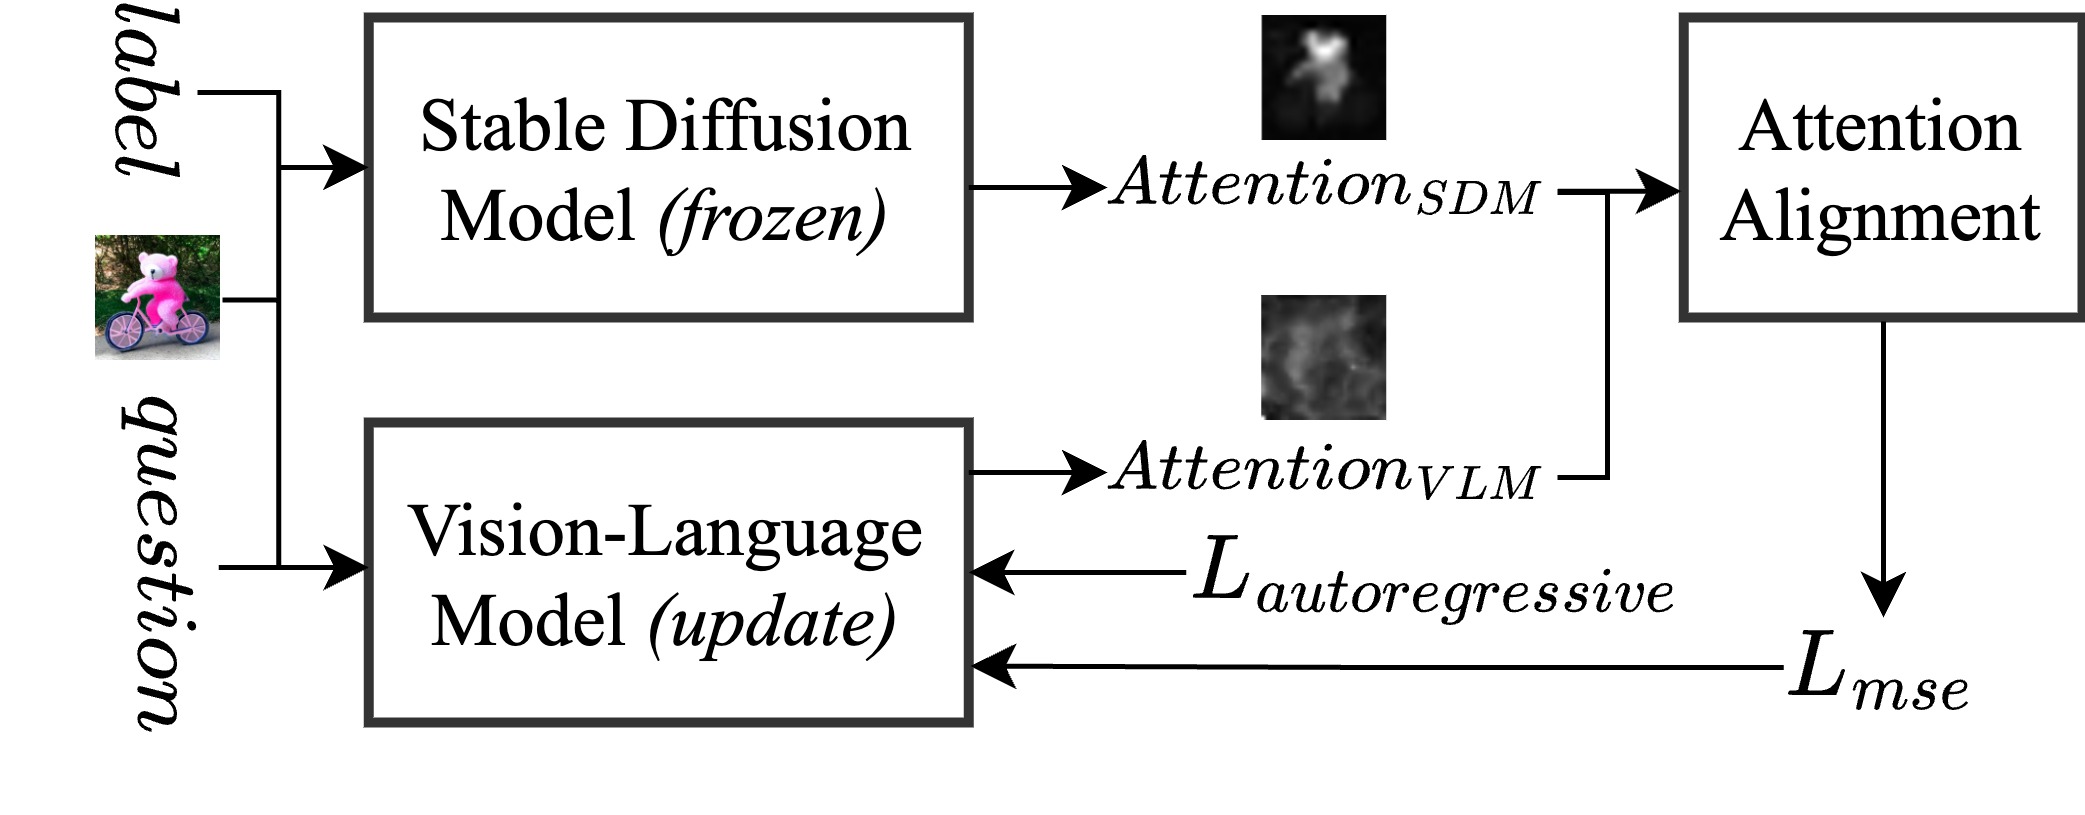 label
question
Stable Diffusion
Model (frozen)
Attention_{SDM}
Attention
Alignment
Vision-Language
Model (update)
Attention_{VLM}
L_{autoregressive}
L_{mse}